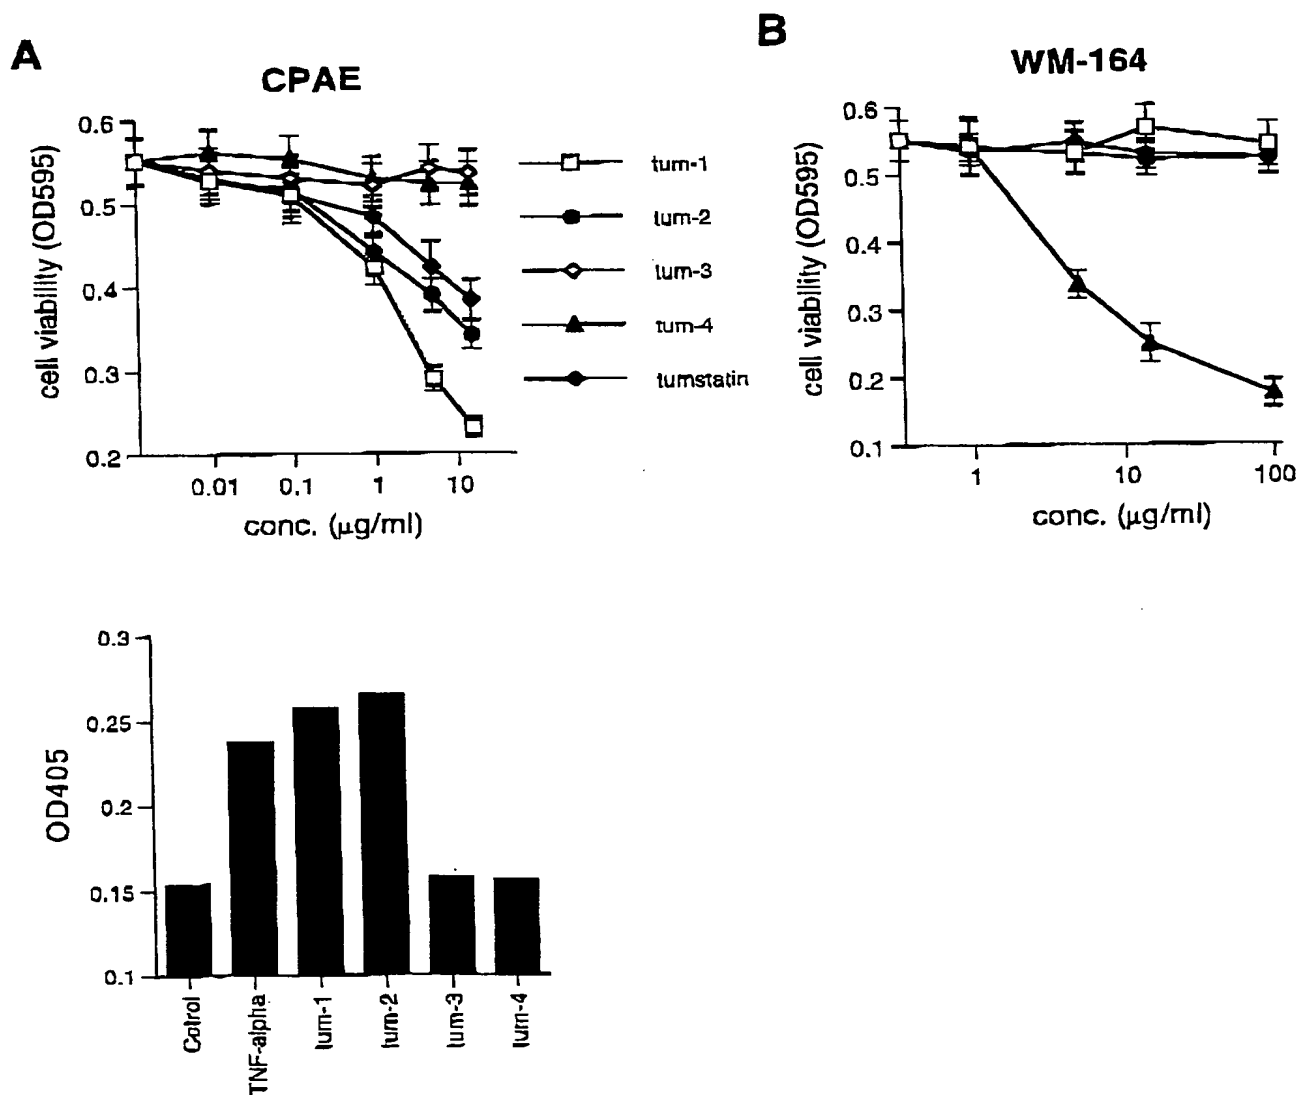 A
CPAE
0.6
0.5
0.4
0.3
0.2
0.01
0.1
1
10
cell viability (OD595)
conc. (μg/ml)
tum-1
tum-2
tum-3
tum-4
tumstatin
B
WM-164
0.6
0.5
0.4
0.3
0.2
0.1
1
10
100
cell viability (OD595)
conc. (μg/ml)
0.3
0.25
0.2
0.15
0.1
OD405
Cotrol
TNF-alpha
tum-1
tum-2
tum-3
tum-4